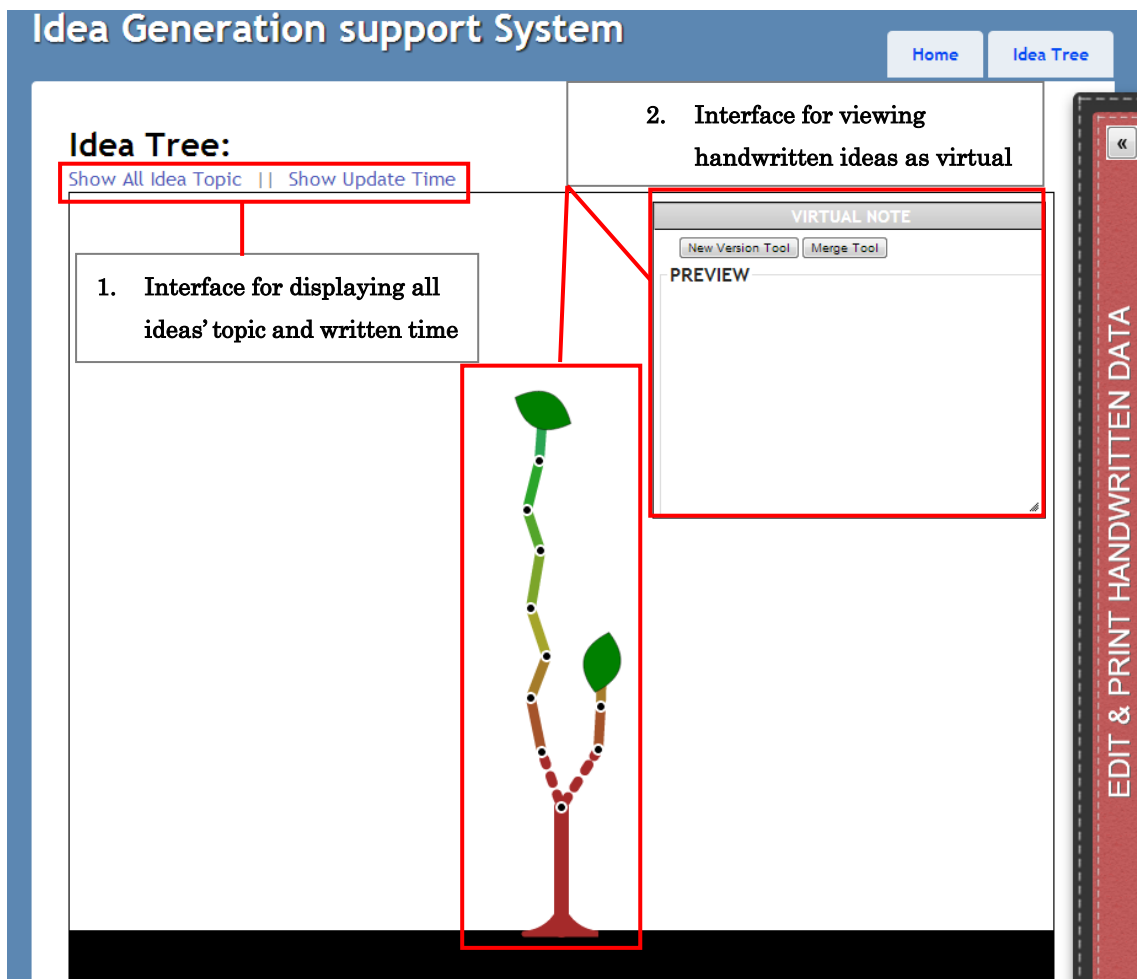 Idea Generation support System
Home
Idea Tree
2. Interface for viewing
handwritten ideas as virtual
Idea Tree:
Show All Idea Topic || Show Update Time
«
VIRTUAL NOTE
New Version Tool
Merge Tool
PREVIEW
1. Interface for displaying all
ideas' topic and written time
EDIT & PRINT HANDWRITTEN DATA